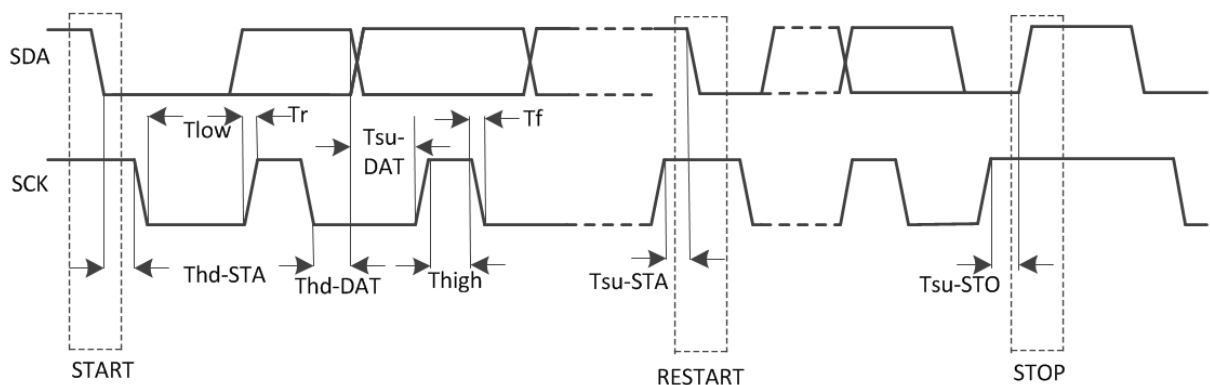 SDA
Tlow
Tr
Tsu-
DAT
Tf
SCK
Thd-STA
Thd-DAT
Thigh
Tsu-STA
Tsu-STO
START
RESTART
STOP